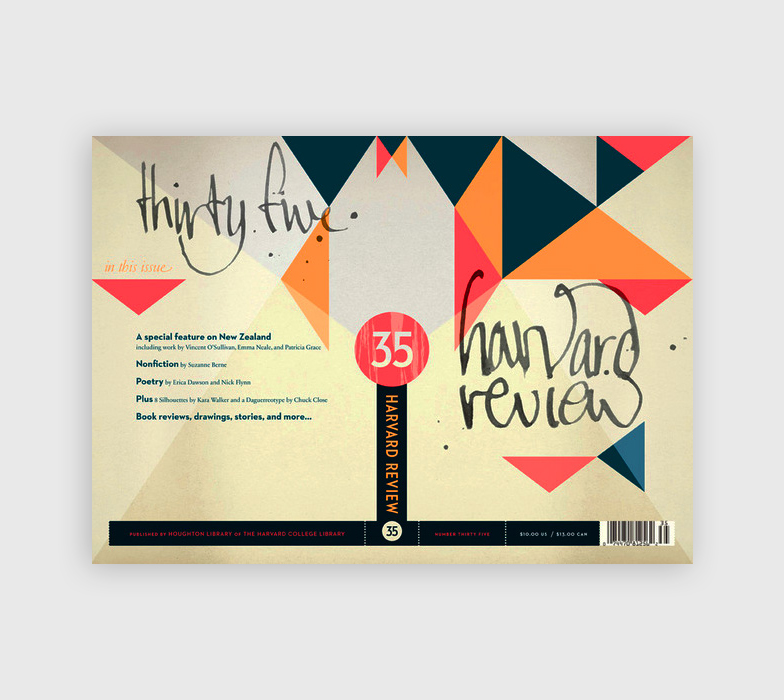 thirty.five
in this issue
A special feature on New Zealand
including work by Vincent O'Sullivan, Emma Neale, and Patricia Grace
Nonfiction by Suzanne Berne
Poetry by Erica Dawson and Nick Flynn
Plus 8 Silhouettes by Kara Walker and a Daguerreotype by Chuck Close
Book reviews, drawings, stories, and more...
35
HARVARD REVIEW
35
harvard
review
PUBLISHED BY HOUGHTON LIBRARY OF THE HARVARD COLLEGE LIBRARY
NUMBER THIRTY FIVE
$10.00 US / $13.00 CAN
35